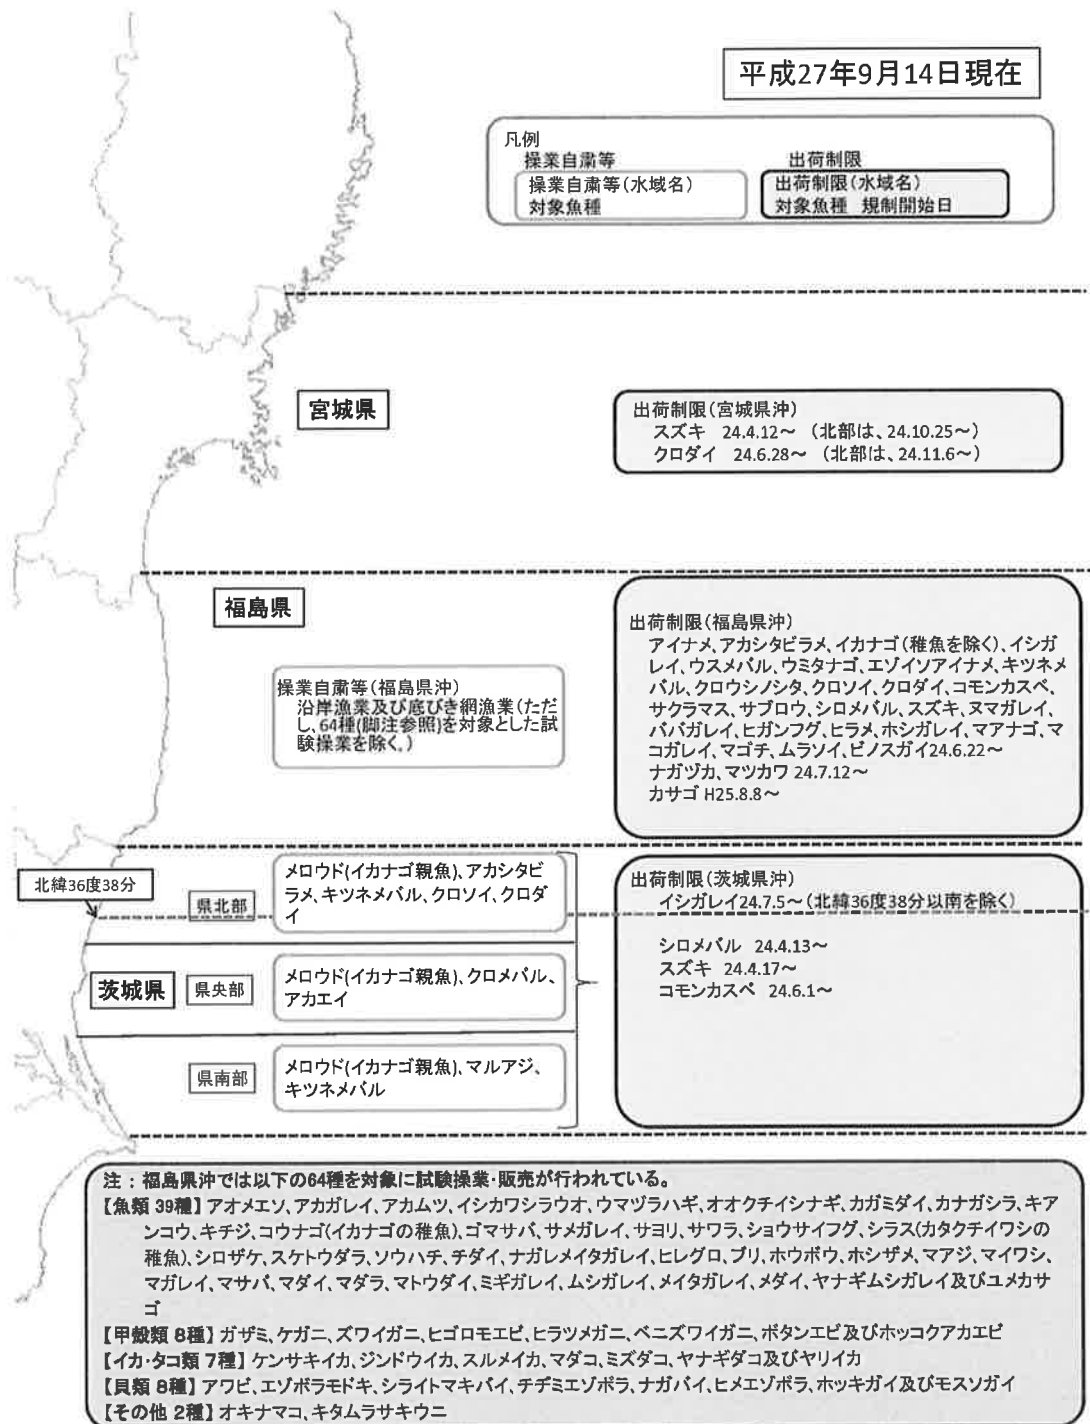 平成27年9月14日現在
凡例
操業自粛等
操業自粛等(水域名)
対象魚種
出荷制限
出荷制限(水域名)
対象魚種 規制開始日
宮城県
出荷制限(宮城県沖)
スズキ 24.4.12～ (北部は、24.10.25～)
クロダイ 24.6.28～ (北部は、24.11.6～)
福島県
操業自粛等(福島県沖)
沿岸漁業及び底びき網漁業(ただ
し、64種(脚注参照)を対象とした試
験操業を除く。)
出荷制限(福島県沖)
アイナメ、アカシタビラメ、イカナゴ(稚魚を除く)、イシガ
レイ、ウスメバル、ウミタナゴ、エゾイソアイナメ、キツネメ
バル、クロウシノシタ、クロソイ、クロダイ、コモンカスベ、
サクラマス、サブロウ、シロメバル、スズキ、ヌマガレイ、
ババガレイ、ヒガンフグ、ヒラメ、ホシガレイ、マアナゴ、マ
コガレイ、マゴチ、ムラソイ、ビノスガイ24.6.22～
ナガヅカ、マツカワ 24.7.12～
カサゴ H25.8.8～
北緯36度38分
茨城県
県北部
メロウド(イカナゴ親魚)、アカシタビ
ラメ、キツネメバル、クロソイ、クロダ
イ
県央部
メロウド(イカナゴ親魚)、クロメバル、
アカエイ
県南部
メロウド(イカナゴ親魚)、マルアジ、
キツネメバル
出荷制限(茨城県沖)
イシガレイ24.7.5～(北緯36度38分以南を除く)
シロメバル 24.4.13～
スズキ 24.4.17～
コモンカスベ 24.6.1～
注：福島県沖では以下の64種を対象に試験操業・販売が行われている。
【魚類 39種】アオメエソ、アカガレイ、アカムツ、イシカワシラウオ、ウマヅラハギ、オオクチイシナギ、カガミダイ、カナガシラ、キア
ンコウ、キチジ、コウナゴ(イカナゴの稚魚)、ゴマサバ、サメガレイ、サヨリ、サワラ、ショウサイフグ、シラス(カタクチイワシの
稚魚)、シロザケ、スケトウダラ、ソウハチ、チダイ、ナガレメイタガレイ、ヒレグロ、ブリ、ホウボウ、ホシザメ、マアジ、マイワシ、
マガレイ、マサバ、マダイ、マダラ、マトウダイ、ミギガレイ、ムシガレイ、メイタガレイ、メダイ、ヤナギムシガレイ及びユメカサ
ゴ
【甲殻類 8種】ガザミ、ケガニ、ズワイガニ、ヒゴロモエビ、ヒラツメガニ、ベニズワイガニ、ボタンエビ及びホッコクアカエビ
【イカ・タコ類 7種】ケンサキイカ、ジンドウイカ、スルメイカ、マダコ、ミズダコ、ヤナギダコ及びヤリイカ
【貝類 8種】アワビ、エゾボラモドキ、シライトマキバイ、チヂミエゾボラ、ナガバイ、ヒメエゾボラ、ホッキガイ及びモスソガイ
【その他 2種】オキナマコ、キタムラサキウニ